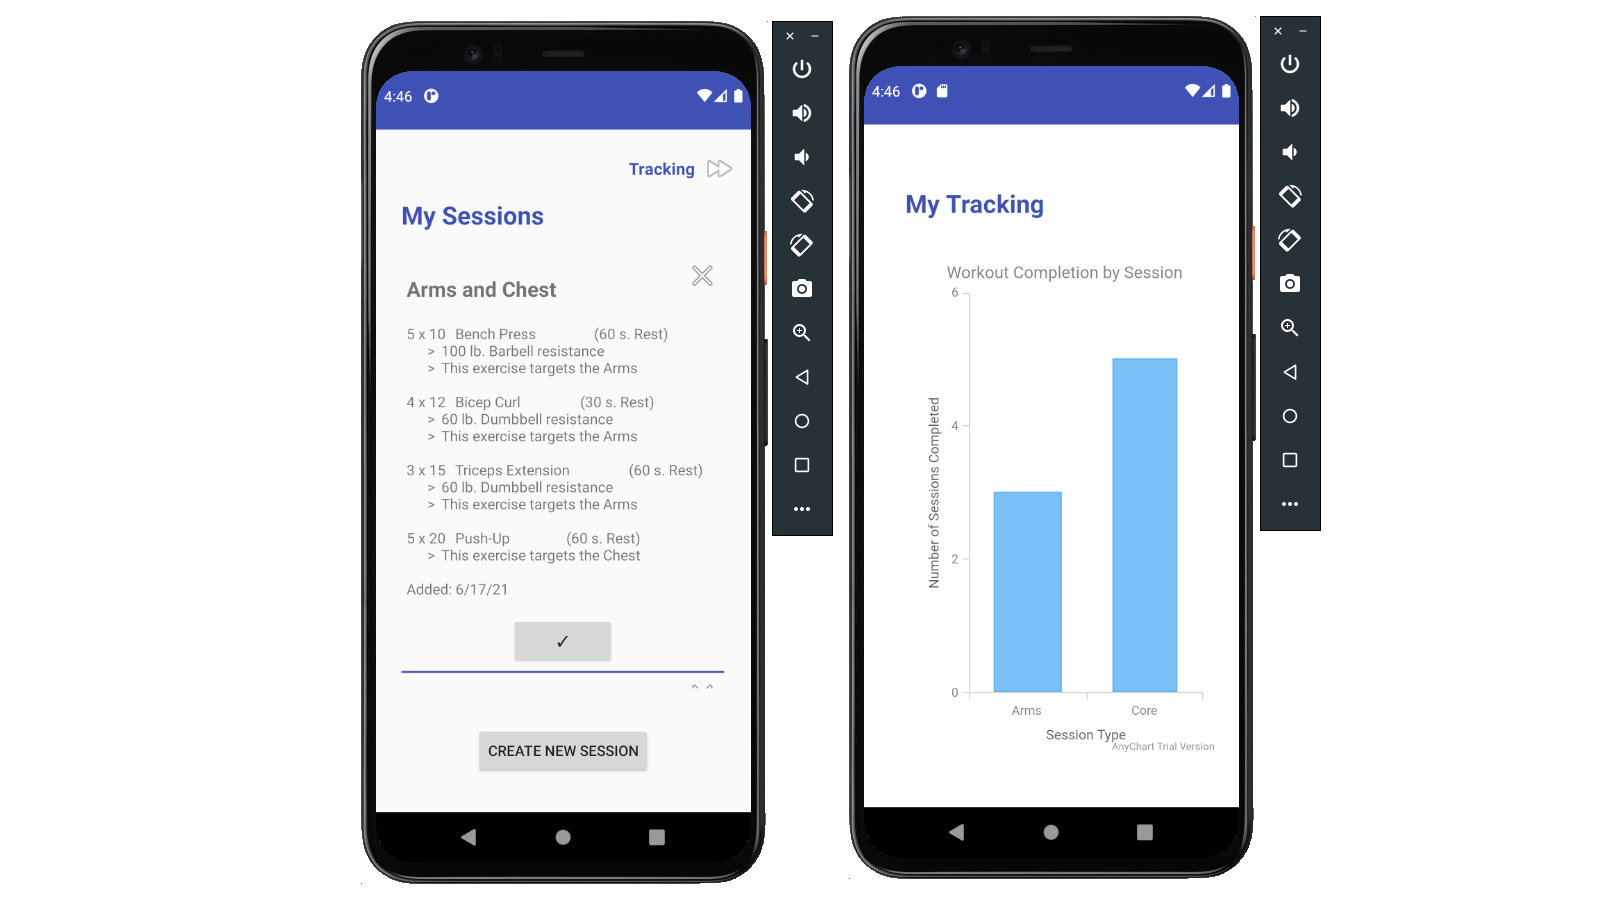 4:46
Tracking
My Sessions
Arms and Chest
5 x 10 Bench Press (60 s. Rest)
> 100 lb. Barbell resistance
> This exercise targets the Arms
4 x 12 Bicep Curl (30 s. Rest)
> 60 lb. Dumbbell resistance
> This exercise targets the Arms
3 x 15 Triceps Extension (60 s. Rest)
> 60 lb. Dumbbell resistance
> This exercise targets the Arms
5 x 20 Push-Up (60 s. Rest)
> This exercise targets the Chest
Added: 6/17/21
✓
CREATE NEW SESSION
4:46
My Tracking
Workout Completion by Session
6
4
2
0
Number of Sessions Completed
Arms Core
Session Type
AnyChart Trial Version